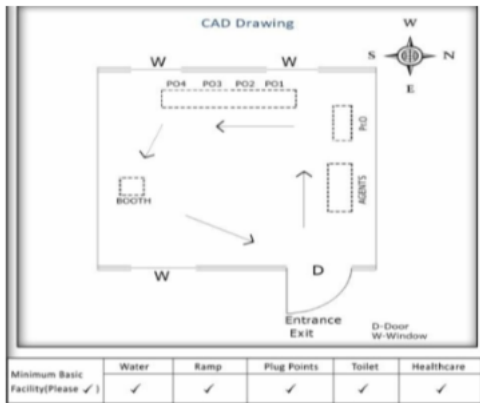 CAD Drawing
W
S N
E
W W
PO4 PO3 PO2 PO1
PrO
AGENTS
BOOTH
W D
Entrance
Exit
D-Door
W-Window
Minimum Basic Facility(Please ✓) Water Ramp Plug Points Toilet Healthcare
✓ ✓ ✓ ✓ ✓